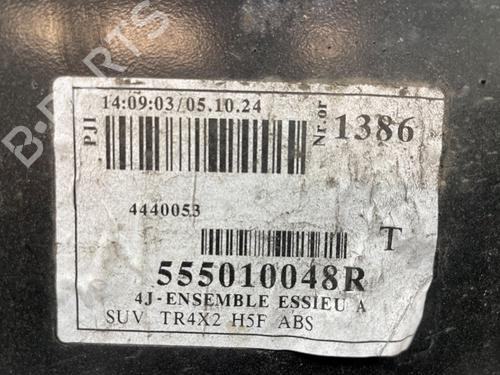 B-PARTS
14:09:03/05.10.24
PJI
Nr.or
1386
4440053
T
555010048R
4J-ENSEMBLE ESSIEU A
SUV TR4X2 H5F ABS